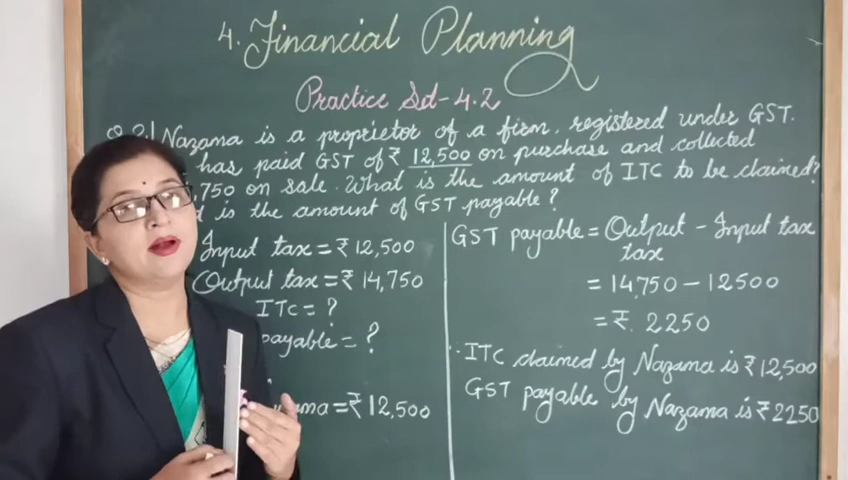 4. Financial Planning
Practice Set-4.2
Nazama is a proprietor of a firm, registered under GST.
has paid GST of ₹ 12,500 on purchase and collected
,750 on sale. What is the amount of ITC to be claimed?
is the amount of GST payable?
Input tax = ₹ 12,500
Output tax = ₹ 14,750
ITC = ?
payable = ?
= ₹ 12,500
GST payable = Output tax - Input tax
= 14,750 - 12500
= ₹. 2250
ITC claimed by Nazama is ₹ 12,500
GST payable by Nazama is ₹ 2250